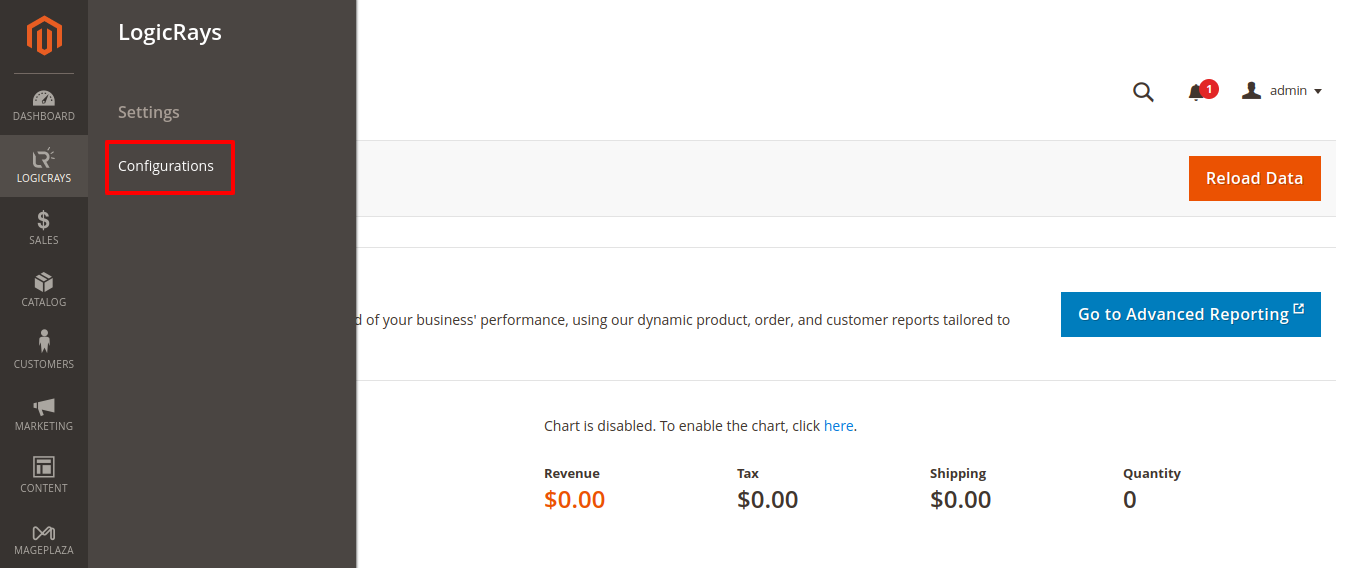 DASHBOARD
LOGICRAYS
SALES
CATALOG
CUSTOMERS
MARKETING
CONTENT
MAGEPLAZA
LogicRays
Settings
Configurations
1
admin
Reload Data
d of your business' performance, using our dynamic product, order, and customer reports tailored to
Go to Advanced Reporting
Chart is disabled. To enable the chart, click here.
Revenue Tax Shipping Quantity
$0.00 $0.00 $0.00 0